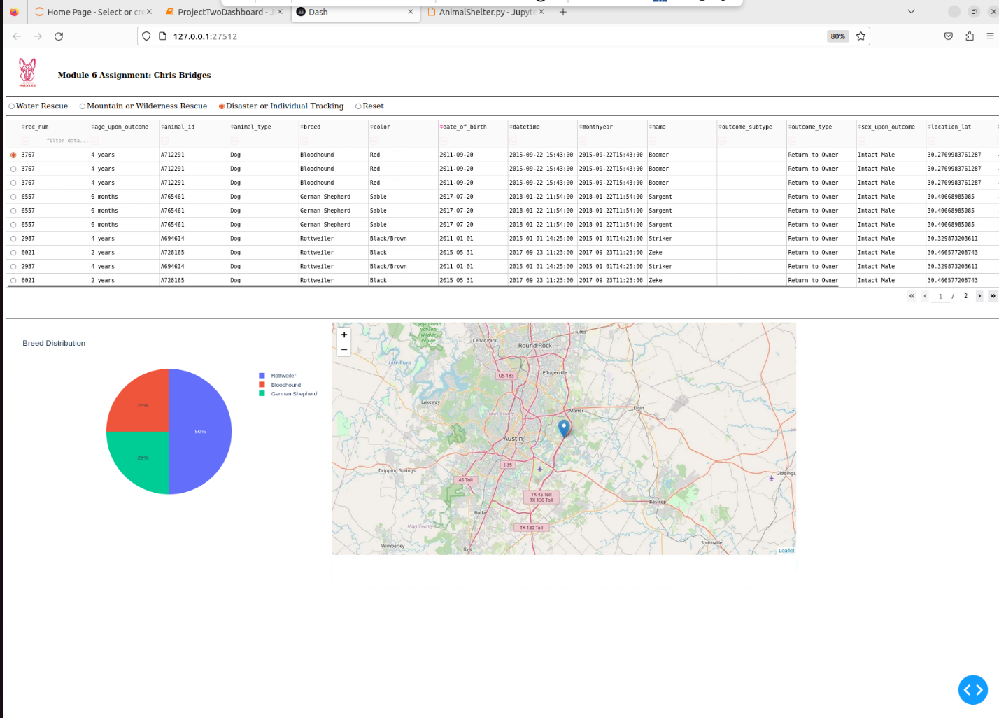 Home Page - Select or cre
ProjectTwoDashboard - J
Dash
AnimalShelter.py - Jupyte
127.0.0.1:27512
80%
Module 6 Assignment: Chris Bridges
Water Rescue Mountain or Wilderness Rescue Disaster or Individual Tracking Reset
rec_num age_upon_outcome animal_id animal_type breed color date_of_birth datetime monthyear name outcome_subtype outcome_type sex_upon_outcome location_lat
filter data...
3767 4 years A712291 Dog Bloodhound Red 2011-09-20 2015-09-22 15:43:00 2015-09-22T15:43:00 Boomer Return to Owner Intact Male 30.2709983761287
3767 4 years A712291 Dog Bloodhound Red 2011-09-20 2015-09-22 15:43:00 2015-09-22T15:43:00 Boomer Return to Owner Intact Male 30.2709983761287
3767 4 years A712291 Dog Bloodhound Red 2011-09-20 2015-09-22 15:43:00 2015-09-22T15:43:00 Boomer Return to Owner Intact Male 30.2709983761287
6557 6 months A765461 Dog German Shepherd Sable 2017-07-20 2018-01-22 11:54:00 2018-01-22T11:54:00 Sargent Return to Owner Intact Male 30.40668985085
6557 6 months A765461 Dog German Shepherd Sable 2017-07-20 2018-01-22 11:54:00 2018-01-22T11:54:00 Sargent Return to Owner Intact Male 30.40668985085
6557 6 months A765461 Dog German Shepherd Sable 2017-07-20 2018-01-22 11:54:00 2018-01-22T11:54:00 Sargent Return to Owner Intact Male 30.40668985085
2987 4 years A694614 Dog Rottweiler Black/Brown 2011-01-01 2015-01-01 14:25:00 2015-01-01T14:25:00 Striker Return to Owner Intact Male 30.329873203611
6021 2 years A728165 Dog Rottweiler Black 2015-05-31 2017-09-23 11:23:00 2017-09-23T11:23:00 Zeke Return to Owner Intact Male 30.466577208743
2987 4 years A694614 Dog Rottweiler Black/Brown 2011-01-01 2015-01-01 14:25:00 2015-01-01T14:25:00 Striker Return to Owner Intact Male 30.329873203611
6021 2 years A728165 Dog Rottweiler Black 2015-05-31 2017-09-23 11:23:00 2017-09-23T11:23:00 Zeke Return to Owner Intact Male 30.466577208743
« ‹ 1 / 2 › »
Breed Distribution
Rottweiler
Bloodhound
German Shepherd
25%
50%
25%
+
−
Canyonlands
National
Wildlife
Refuge
Cedar Park
Hutto
Round Rock
Lake Travis
US 183
Pflugerville
Lakeway
Travis County
Manor
Elgin
Austin
I 35
Dripping Springs
Giddings
45 Toll
TX 45 Toll
TX 130 Toll
Bastrop
Buda
Hays County
TX 130 Toll
Smithville
Wimberley
Kyle
Leaflet